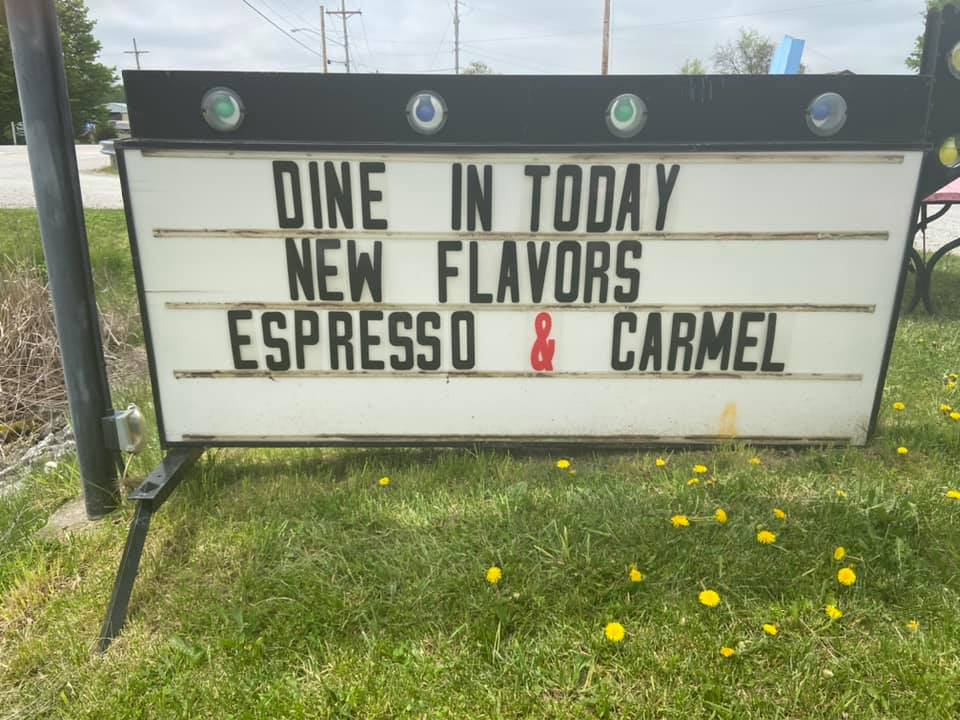 DINE IN TODAY
NEW FLAVORS
ESPRESSO & CARMEL